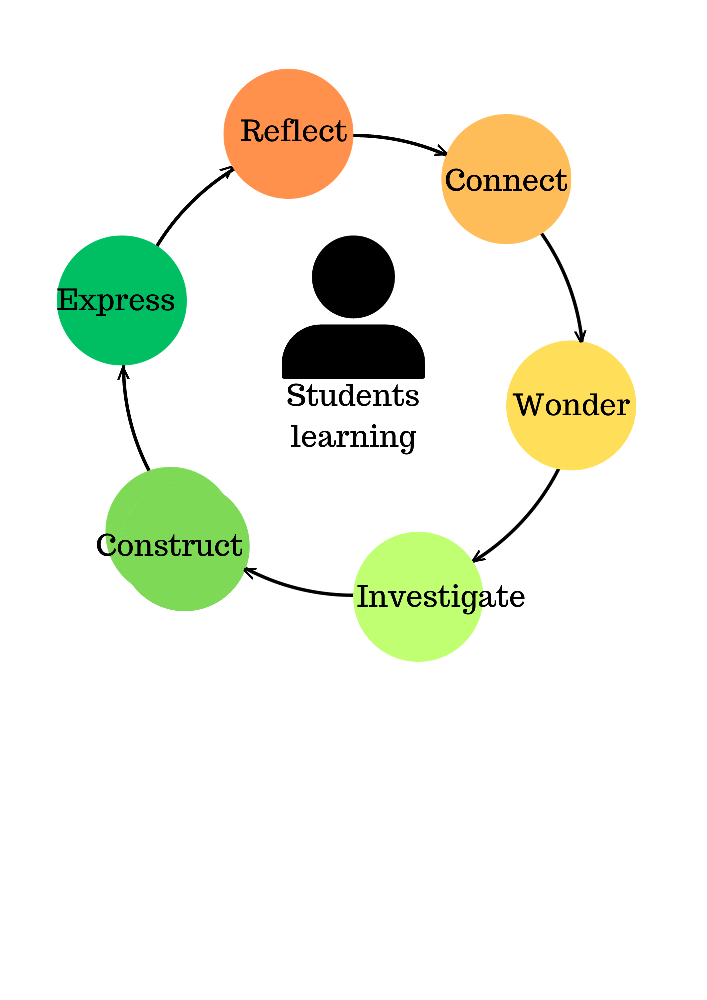 Reflect
Connect
Express
Students
learning
Wonder
Construct
Investigate